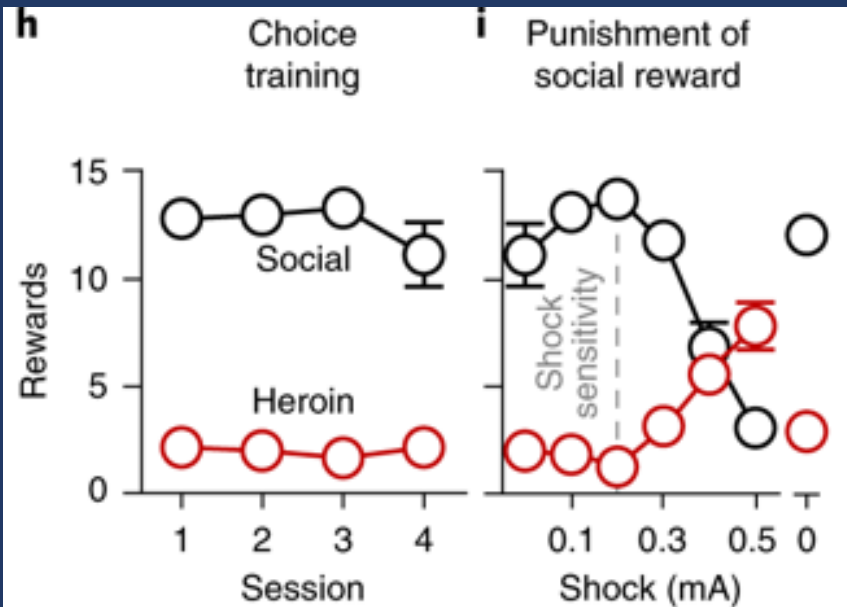 h
Choice
training
15
10
5
0
Rewards
Social
Heroin
1 2 3 4
Session
i
Punishment of
social reward
Shock
sensitivity
0.1 0.3 0.5 0
Shock (mA)